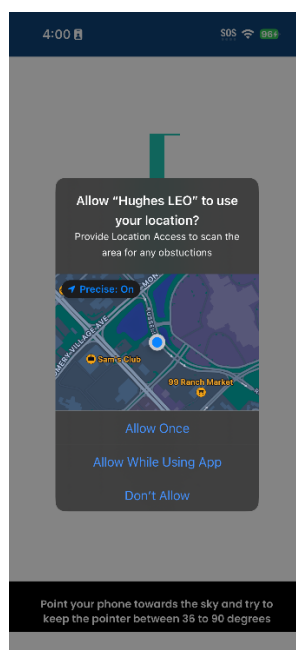 4:00
SOS
99+
Allow “Hughes LEO” to use
your location?
Provide Location Access to scan the
area for any obstuctions
Precise: On
Sam's Club
99 Ranch Market
Allow Once
Allow While Using App
Don't Allow
Point your phone towards the sky and try to
keep the pointer between 36 to 90 degrees